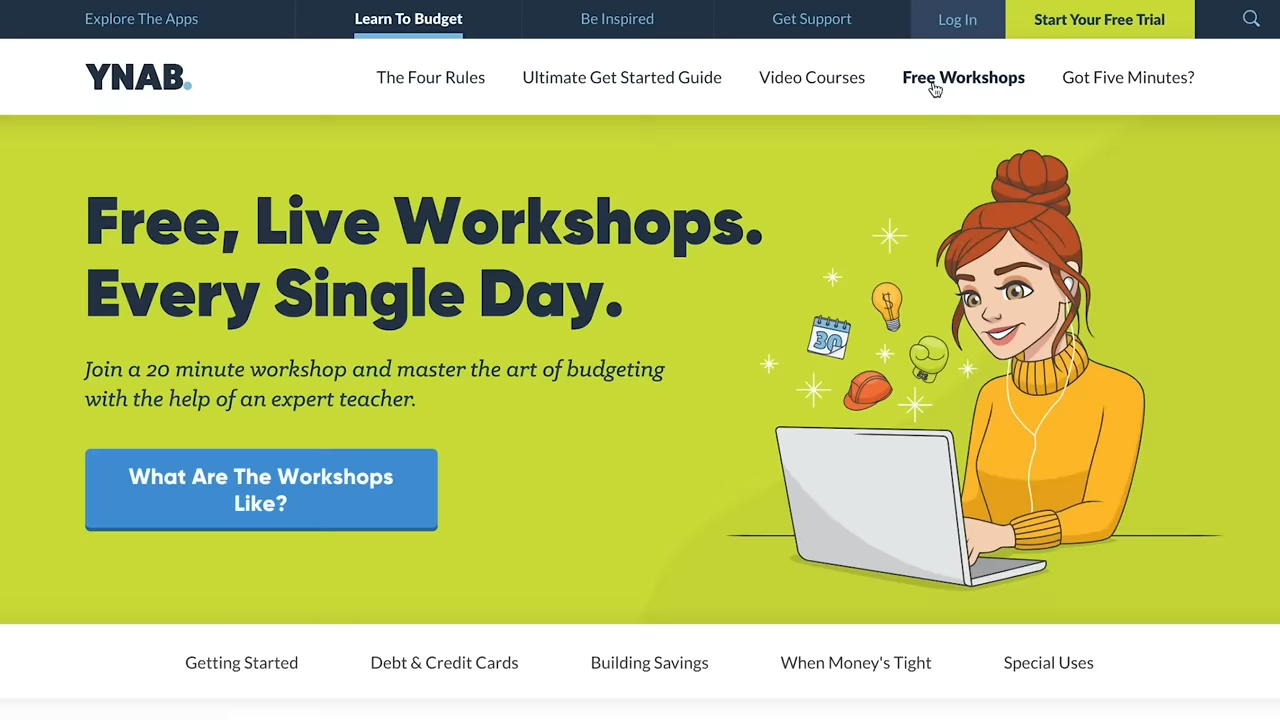 Explore The Apps
Learn To Budget
Be Inspired
Get Support
Log In
Start Your Free Trial
YNAB.
The Four Rules
Ultimate Get Started Guide
Video Courses
Free Workshops
Got Five Minutes?
Free, Live Workshops.
Every Single Day.
Join a 20 minute workshop and master the art of budgeting
with the help of an expert teacher.
30
$
What Are The Workshops
Like?
Getting Started
Debt & Credit Cards
Building Savings
When Money's Tight
Special Uses